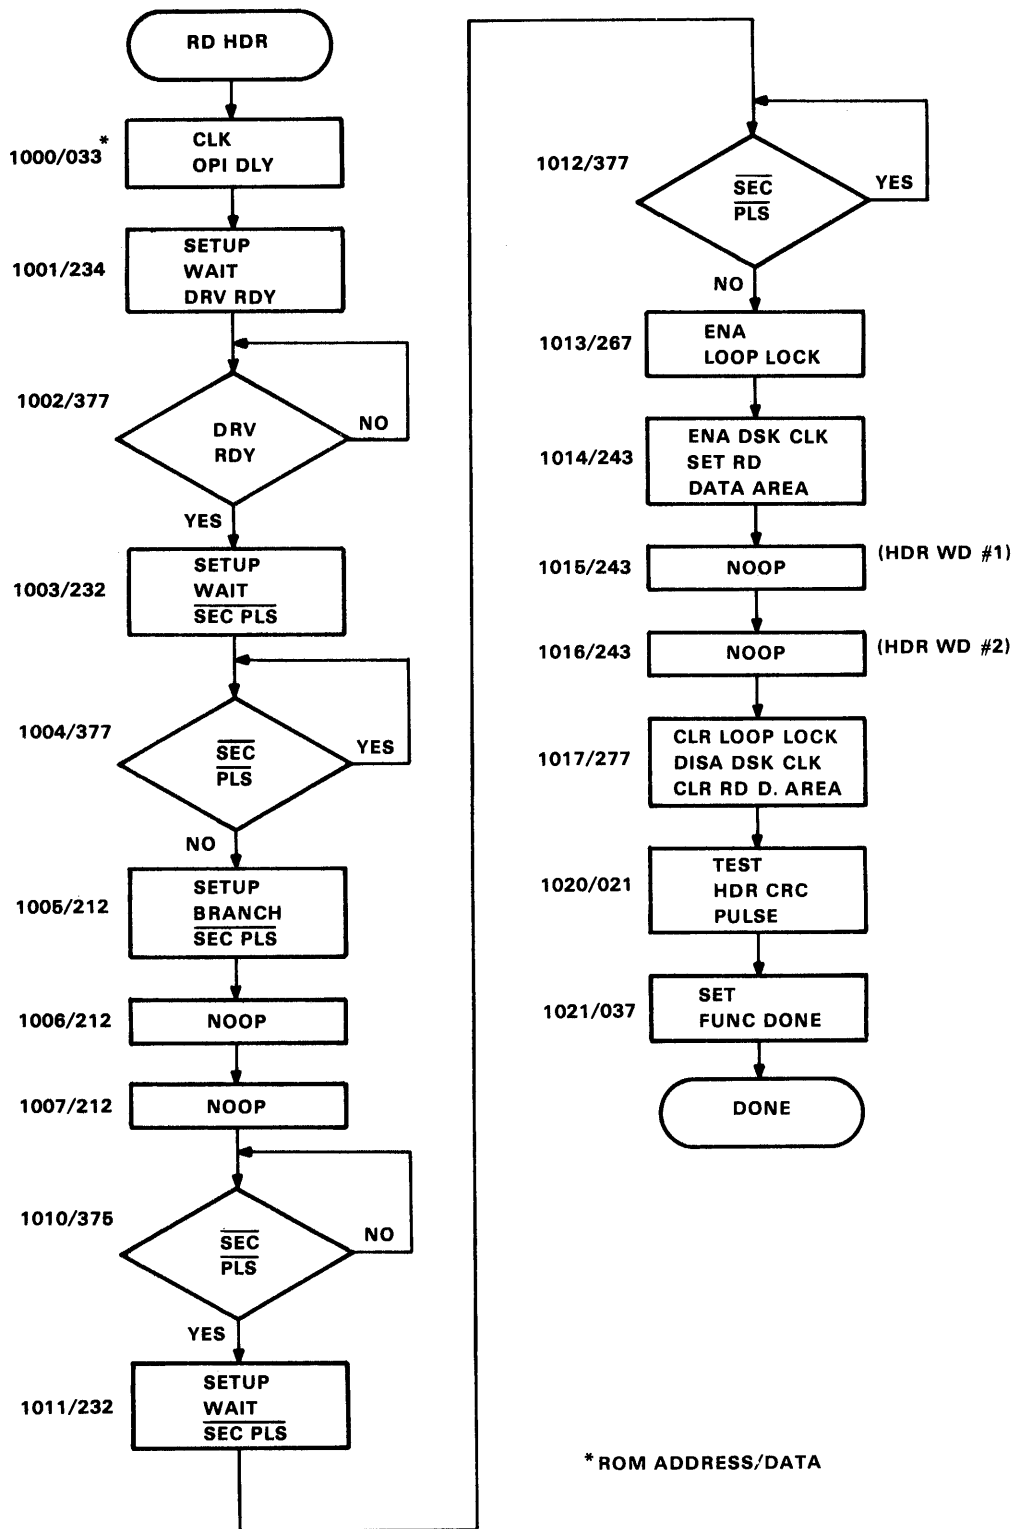 RD HDR
1000/033*
CLK
OPI DLY
1001/234
SETUP
WAIT
DRV RDY
1002/377
DRV
RDY
NO
YES
1003/232
SETUP
WAIT
SEC PLS
1004/377
SEC
PLS
YES
NO
1005/212
SETUP
BRANCH
SEC PLS
1006/212
NOOP
1007/212
NOOP
1010/375
SEC
PLS
NO
YES
1011/232
SETUP
WAIT
SEC PLS
1012/377
SEC
PLS
YES
NO
1013/267
ENA
LOOP LOCK
1014/243
ENA DSK CLK
SET RD
DATA AREA
1015/243
NOOP
(HDR WD #1)
1016/243
NOOP
(HDR WD #2)
1017/277
CLR LOOP LOCK
DISA DSK CLK
CLR RD D. AREA
1020/021
TEST
HDR CRC
PULSE
1021/037
SET
FUNC DONE
DONE
*ROM ADDRESS/DATA